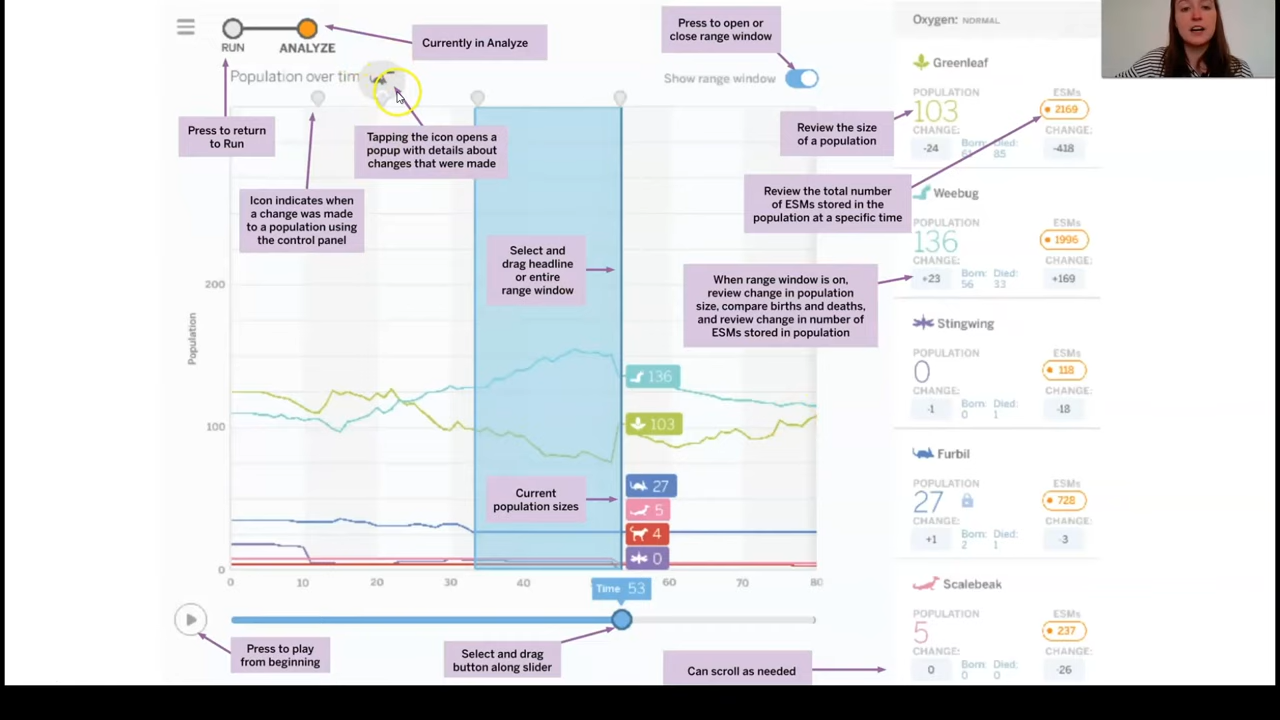 RUN
ANALYZE
Currently in Analyze
Press to open or
close range window
Oxygen: NORMAL
Population over tim
Show range window
Press to return
to Run
Tapping the icon opens a
popup with details about
changes that were made
Icon indicates when
a change was made
to a population using
the control panel
Review the size
of a population
Review the total number
of ESMs stored in the
population at a specific time
Select and
drag headline
or entire
range window
When range window is on,
review change in population
size, compare births and deaths,
and review change in number of
ESMs stored in population
Current
population sizes
Population
200
100
0
136
103
27
5
4
0
0
10
20
30
40
60
70
80
Time 53
Press to play
from beginning
Select and drag
button along slider
Can scroll as needed
Greenleaf
POPULATION
ESMs
103
2169
CHANGE:
CHANGE:
-24
Born:
Died:
85
-418
Weebug
POPULATION
ESMs
136
1996
CHANGE:
CHANGE:
+23
Born:
56
Died:
33
+169
Stingwing
POPULATION
ESMs
0
118
CHANGE:
CHANGE:
-1
Born:
0
Died:
1
-18
Furbil
POPULATION
ESMs
27
728
CHANGE:
CHANGE:
+1
Born:
2
Died:
1
-3
Scalebeak
POPULATION
ESMs
5
237
CHANGE:
CHANGE:
0
Born:
0
Died:
0
-26